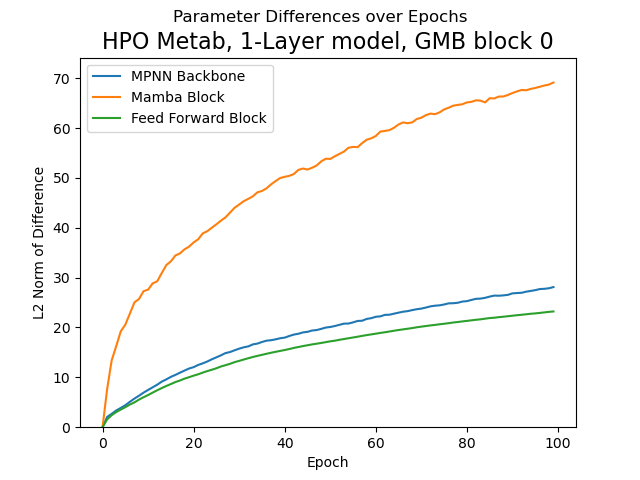 Parameter Differences over Epochs
HPO Metab, 1-Layer model, GMB block 0
MPNN Backbone
Mamba Block
Feed Forward Block
L2 Norm of Difference
70
60
50
40
30
20
10
0
0 20 40 60 80 100
Epoch